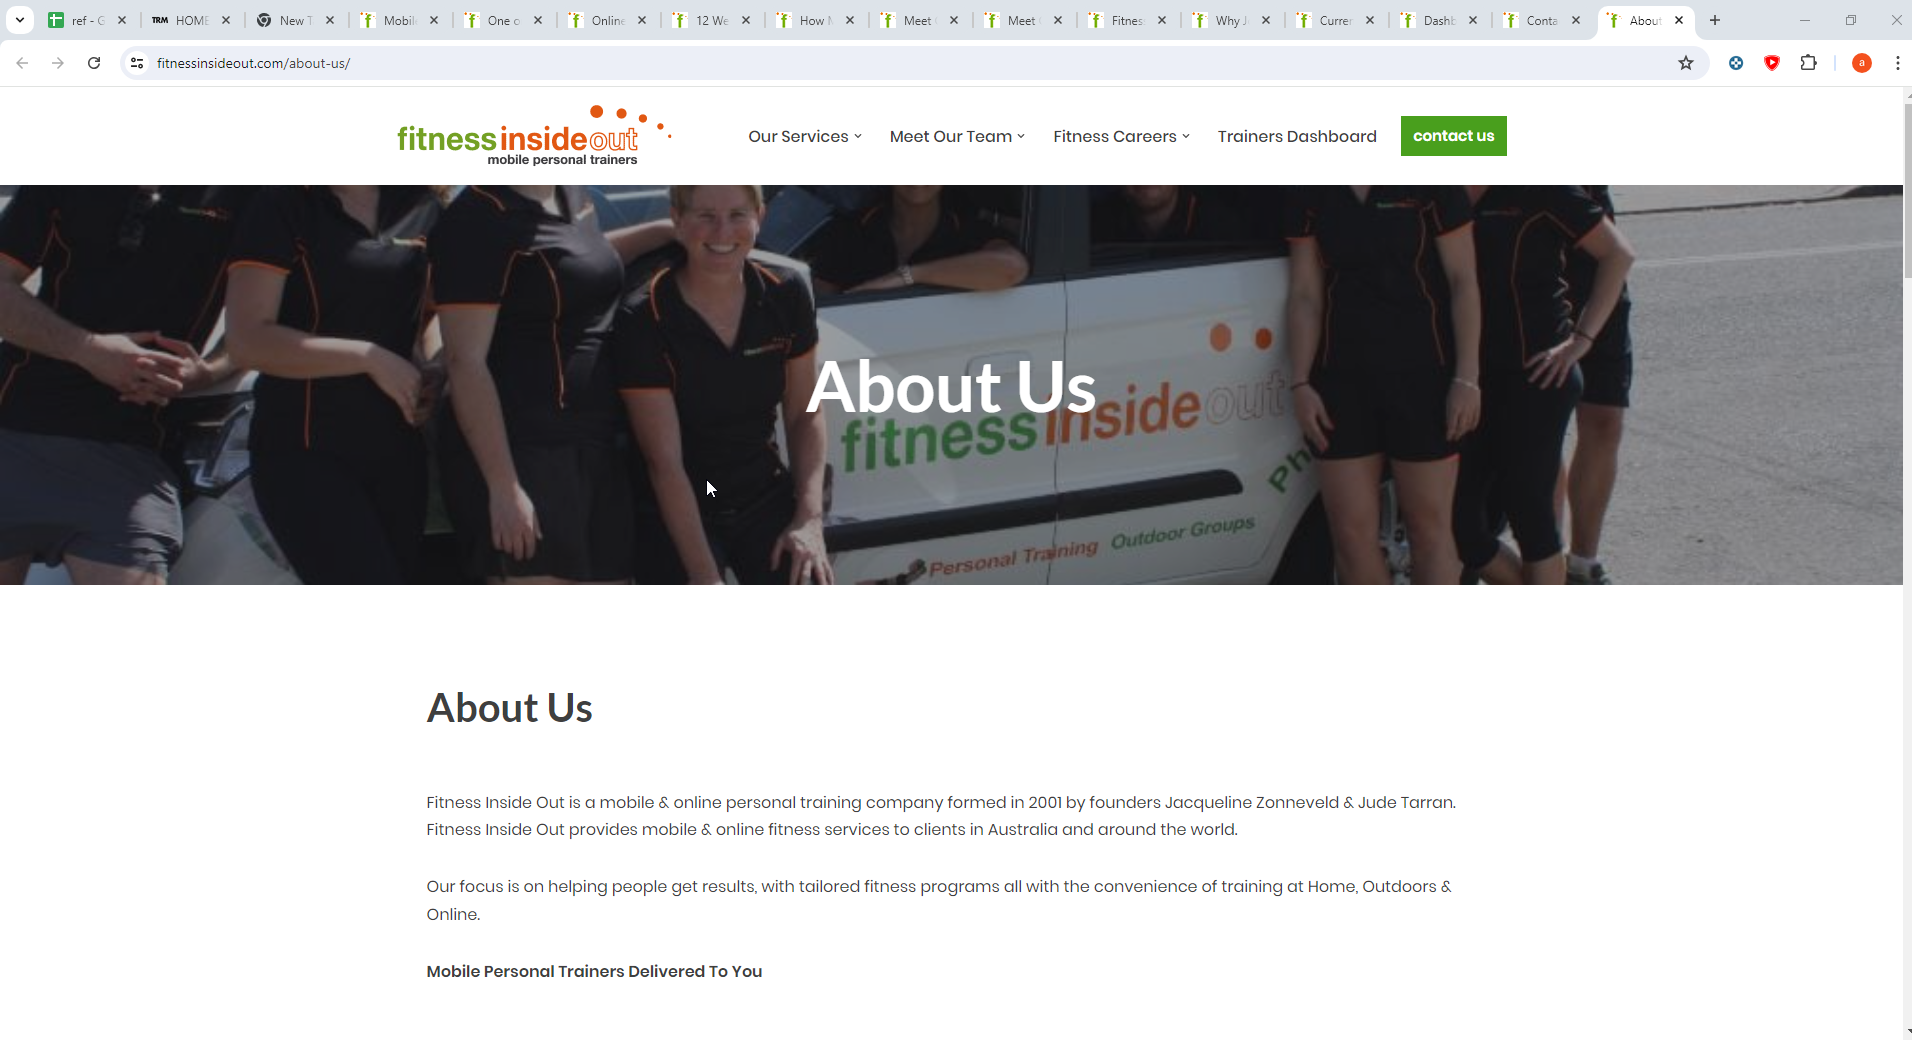 ref - G
TRM HOME
New T
Mobil
One o
Online
12 We
How M
Meet
Meet
Fitness
Why J
Curren
Dashb
Conta
About
fitnessinsideout.com/about-us/
a
fitnessinsideout
mobile personal trainers
Our Services
Meet Our Team
Fitness Careers
Trainers Dashboard
contact us
About Us
fitnessinsideout
Ph
Personal Training Outdoor Groups
About Us
Fitness Inside Out is a mobile & online personal training company formed in 2001 by founders Jacqueline Zonneveld & Jude Tarran.
Fitness Inside Out provides mobile & online fitness services to clients in Australia and around the world.
Our focus is on helping people get results, with tailored fitness programs all with the convenience of training at Home, Outdoors &
Online.
Mobile Personal Trainers Delivered To You